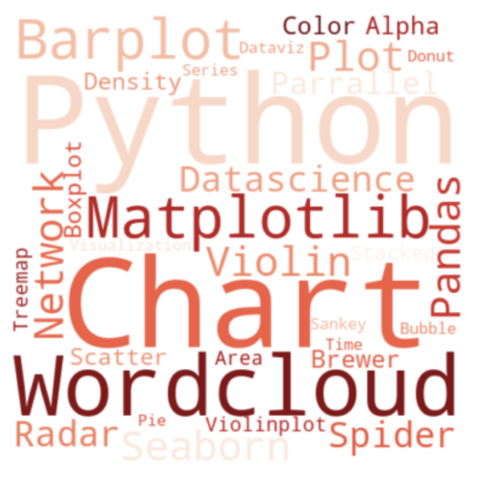 Color Alpha
Barplot
Dataviz
Plot
Donut
Series
Density
Parrallel
Python
Datascience
Boxplot
Network
Matplotlib
Pandas
Visualization
Violin
Stacked
Treemap
Chart
Sankey
Bubble
Time
Scatter
Area
Brewer
Wordcloud
Pie
Violinplot
Radar
Seaborn
Spider